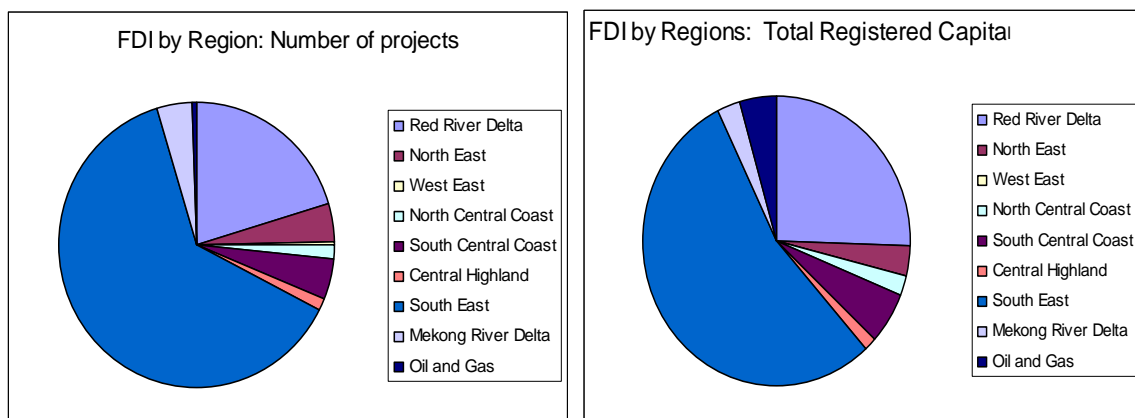 FDI by Region: Number of projects
Red River Delta
North East
West East
North Central Coast
South Central Coast
Central Highland
South East
Mekong River Delta
Oil and Gas
FDI by Regions: Total Registered Capital
Red River Delta
North East
West East
North Central Coast
South Central Coast
Central Highland
South East
Mekong River Delta
Oil and Gas